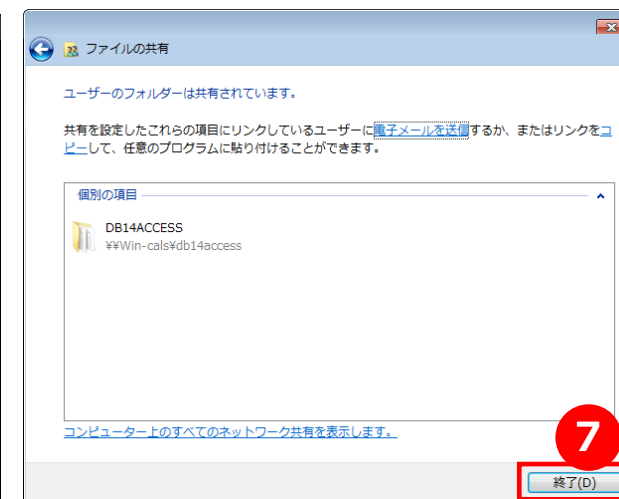 ファイルの共有
ユーザーのフォルダーは共有されています。
共有を設定したこれらの項目にリンクしているユーザーに電子メールを送信するか、またはリンクをコ
ピーして、任意のプログラムに貼り付けることができます。
個別の項目
DB14ACCESS
¥¥Win-cals¥db14access
コンピューター上のすべてのネットワーク共有を表示します。
7
終了(D)